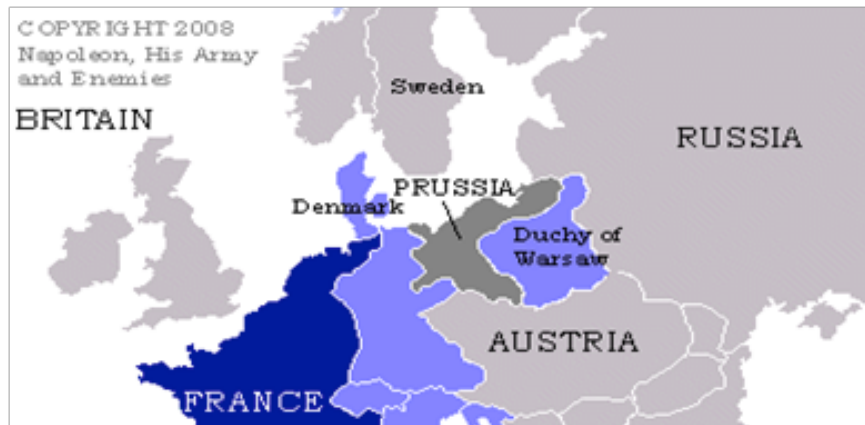 COPYRIGHT 2008
Napoleon, His Army
and Enemies
BRITAIN
Sweden
RUSSIA
PRUSSIA
Denmark
Duchy of
Warsaw
AUSTRIA
FRANCE